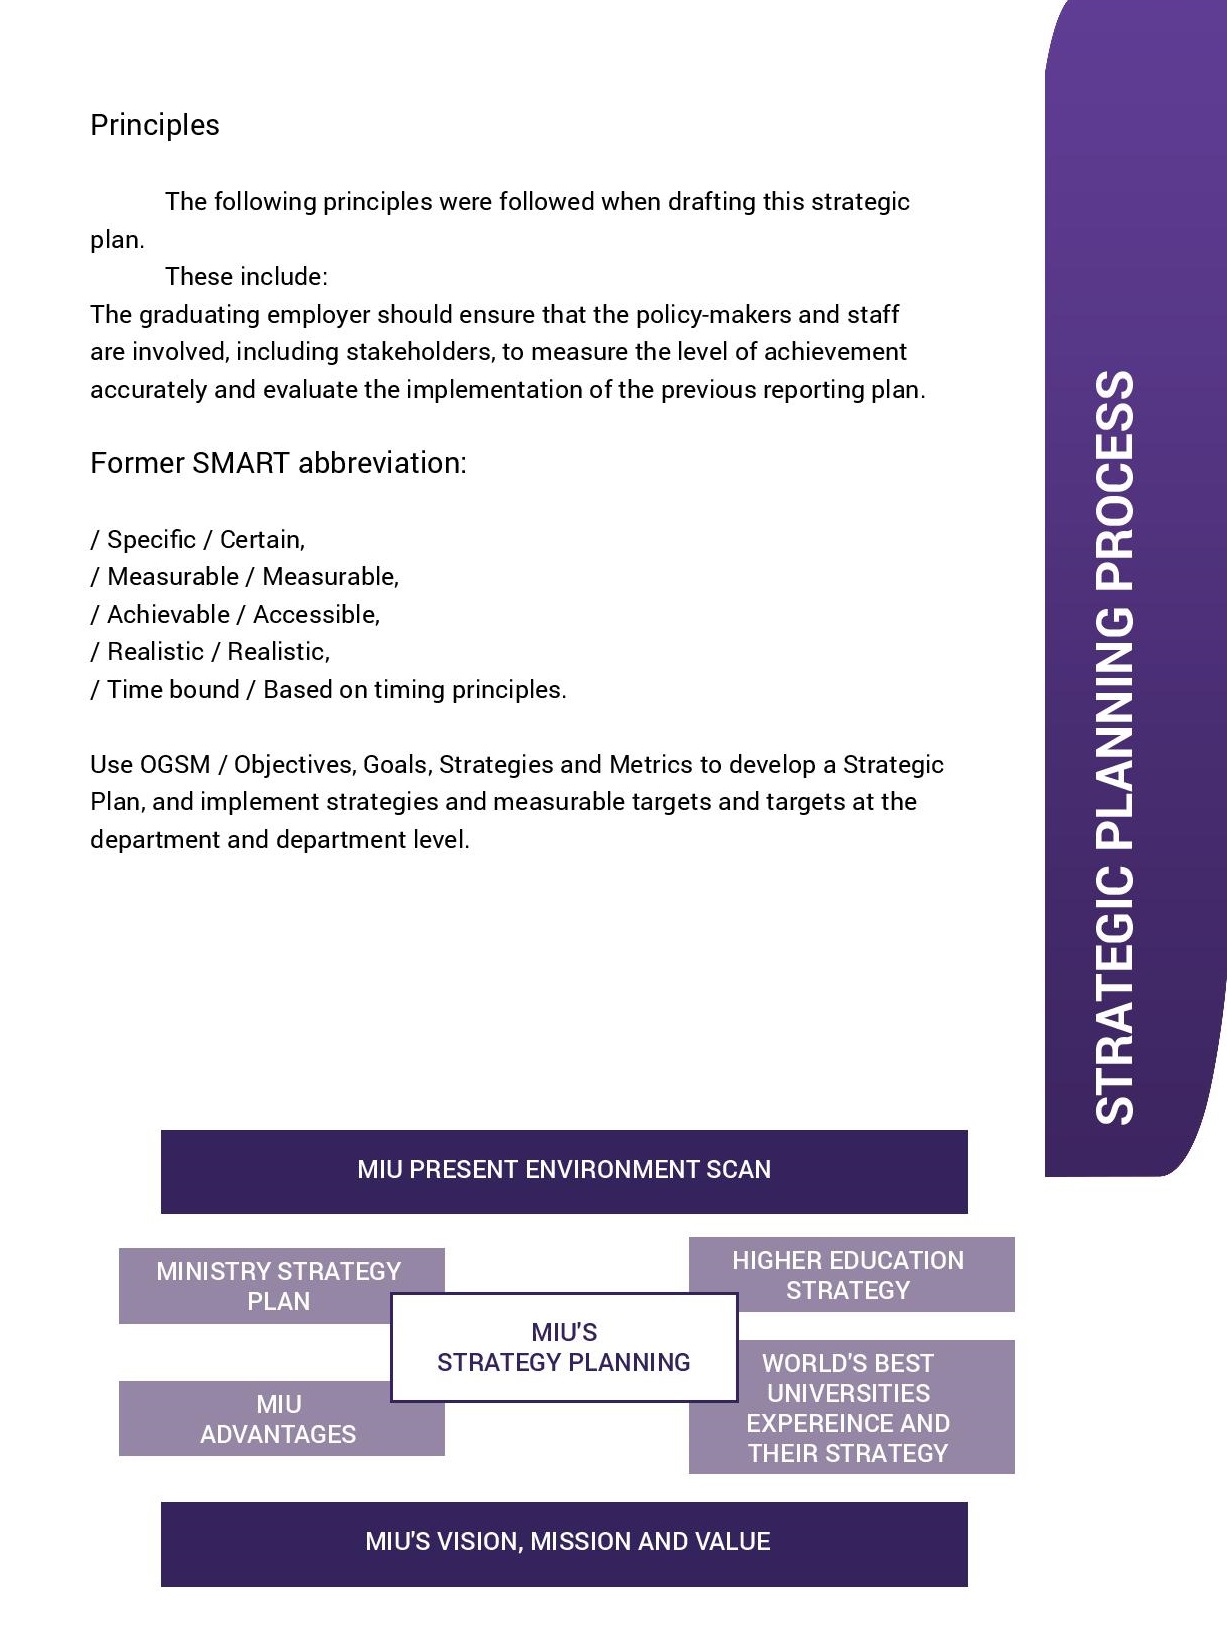 Principles
The following principles were followed when drafting this strategic
plan.
These include:
The graduating employer should ensure that the policy-makers and staff
are involved, including stakeholders, to measure the level of achievement
accurately and evaluate the implementation of the previous reporting plan.
Former SMART abbreviation:
/ Specific / Certain,
/ Measurable / Measurable,
/ Achievable / Accessible,
/ Realistic / Realistic,
/ Time bound / Based on timing principles.
Use OGSM / Objectives, Goals, Strategies and Metrics to develop a Strategic
Plan, and implement strategies and measurable targets and targets at the
department and department level.
STRATEGIC PLANNING PROCESS
MIU PRESENT ENVIRONMENT SCAN
MINISTRY STRATEGY
PLAN
HIGHER EDUCATION
STRATEGY
MIU'S
STRATEGY PLANNING
MIU
ADVANTAGES
WORLD'S BEST
UNIVERSITIES
EXPEREINCE AND
THEIR STRATEGY
MIU'S VISION, MISSION AND VALUE